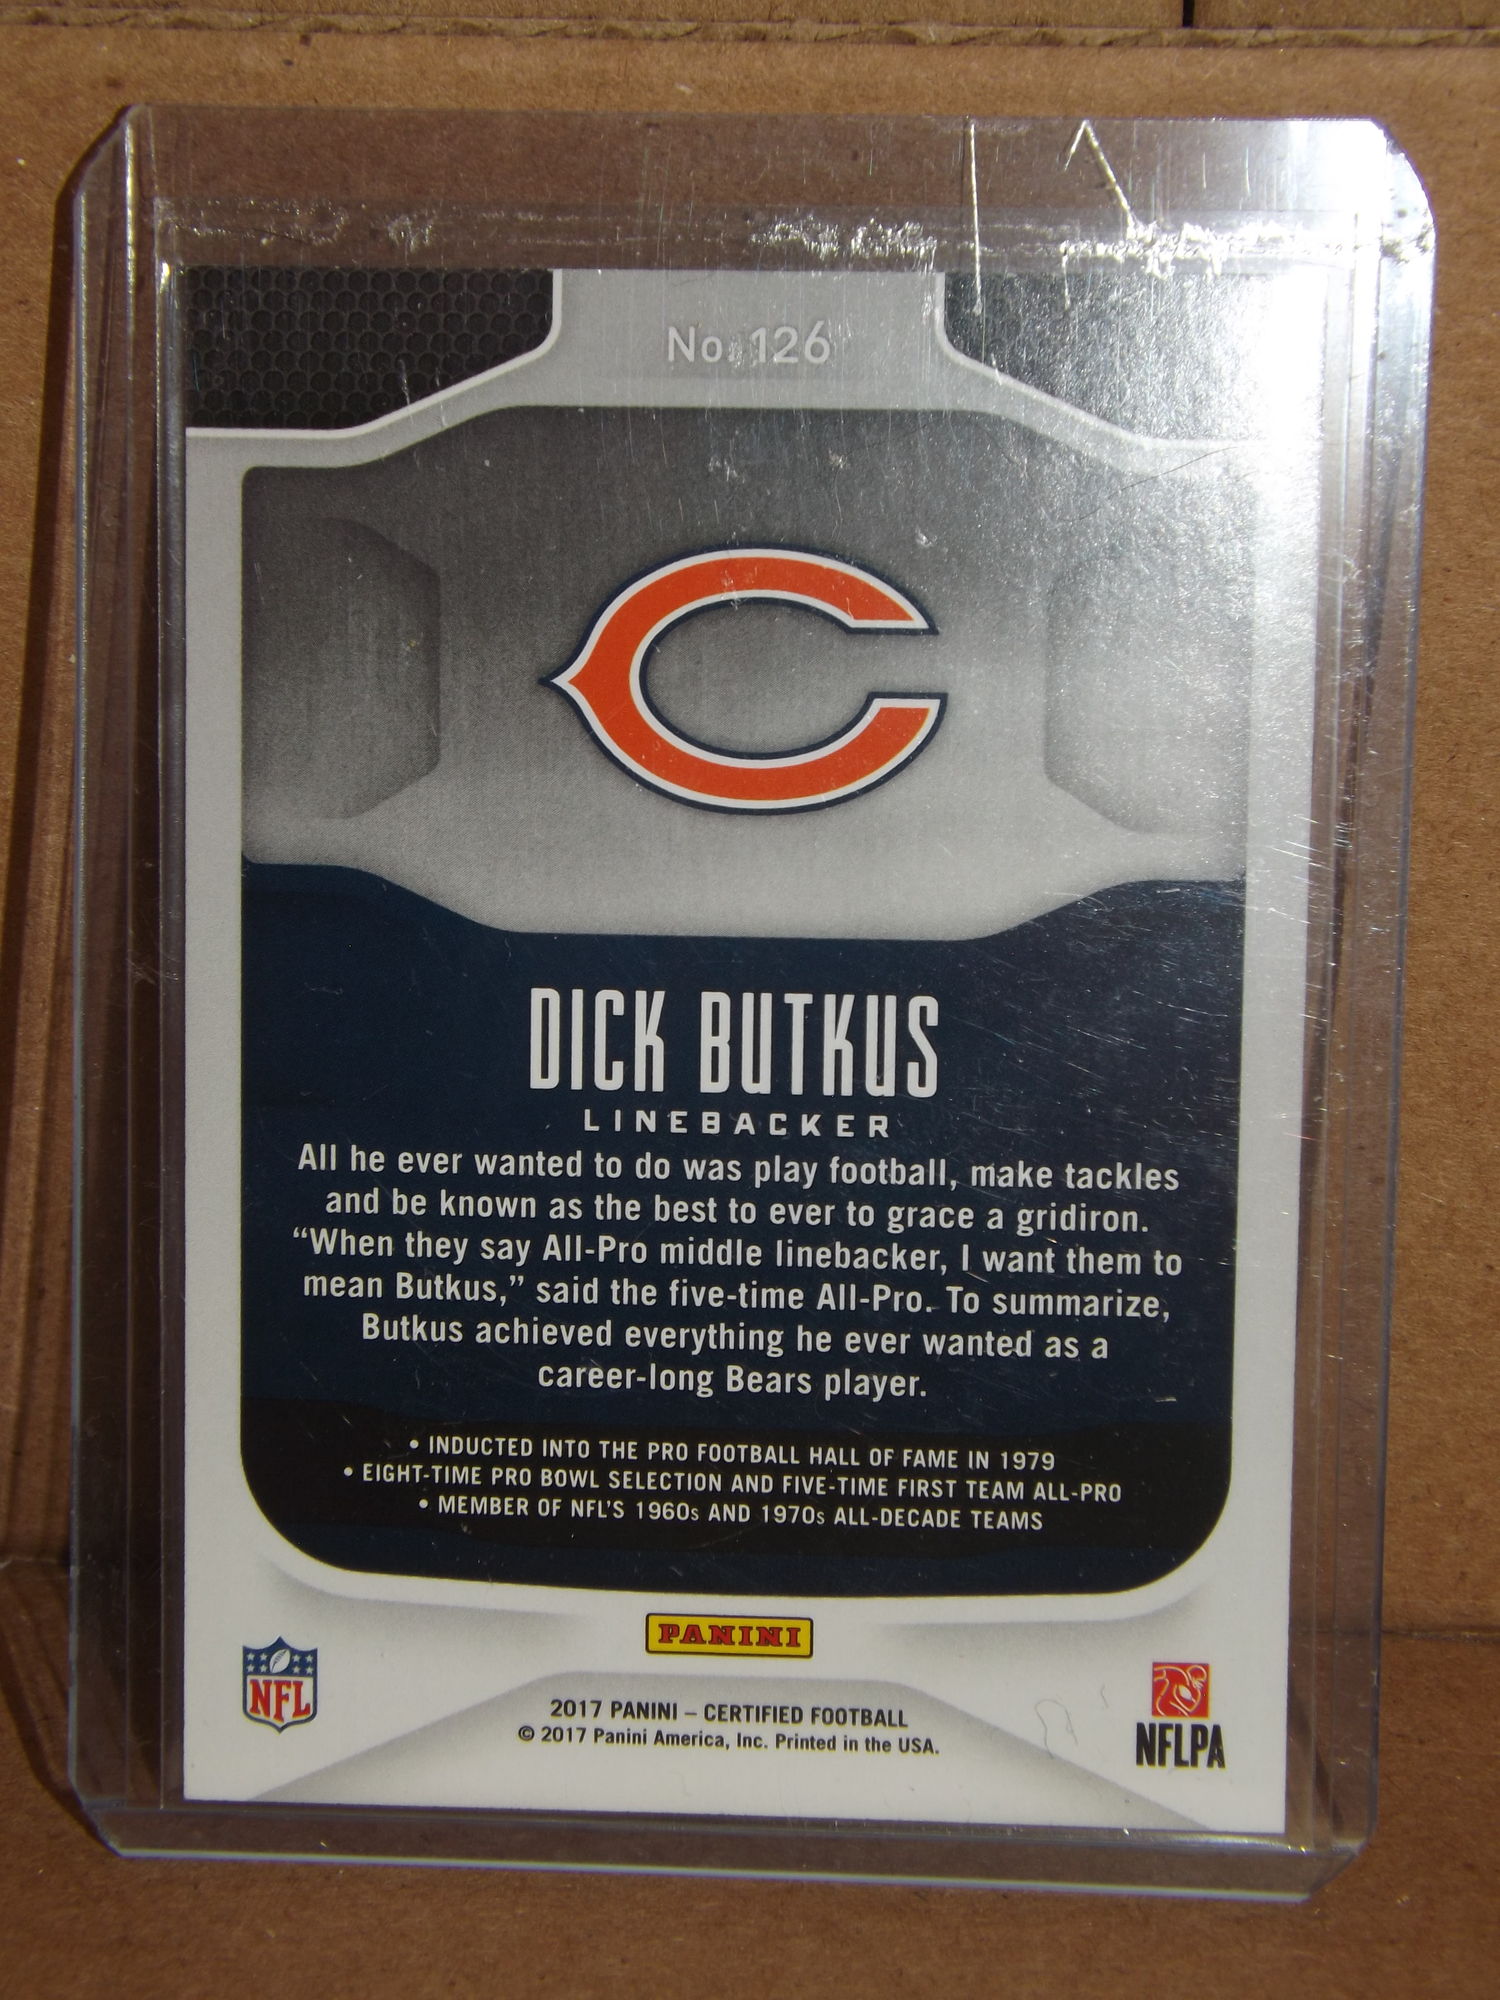 No. 126
DICK BUTKUS
LINEBACKER
All he ever wanted to do was play football, make tackles
and be known as the best to ever to grace a gridiron.
“When they say All-Pro middle linebacker, I want them to
mean Butkus,” said the five-time All-Pro. To summarize,
Butkus achieved everything he ever wanted as a
career-long Bears player.
• INDUCTED INTO THE PRO FOOTBALL HALL OF FAME IN 1979
• EIGHT-TIME PRO BOWL SELECTION AND FIVE-TIME FIRST TEAM ALL-PRO
• MEMBER OF NFL'S 1960s AND 1970s ALL-DECADE TEAMS
PANINI
NFL
2017 PANINI – CERTIFIED FOOTBALL
© 2017 Panini America, Inc. Printed in the USA.
NFLPA